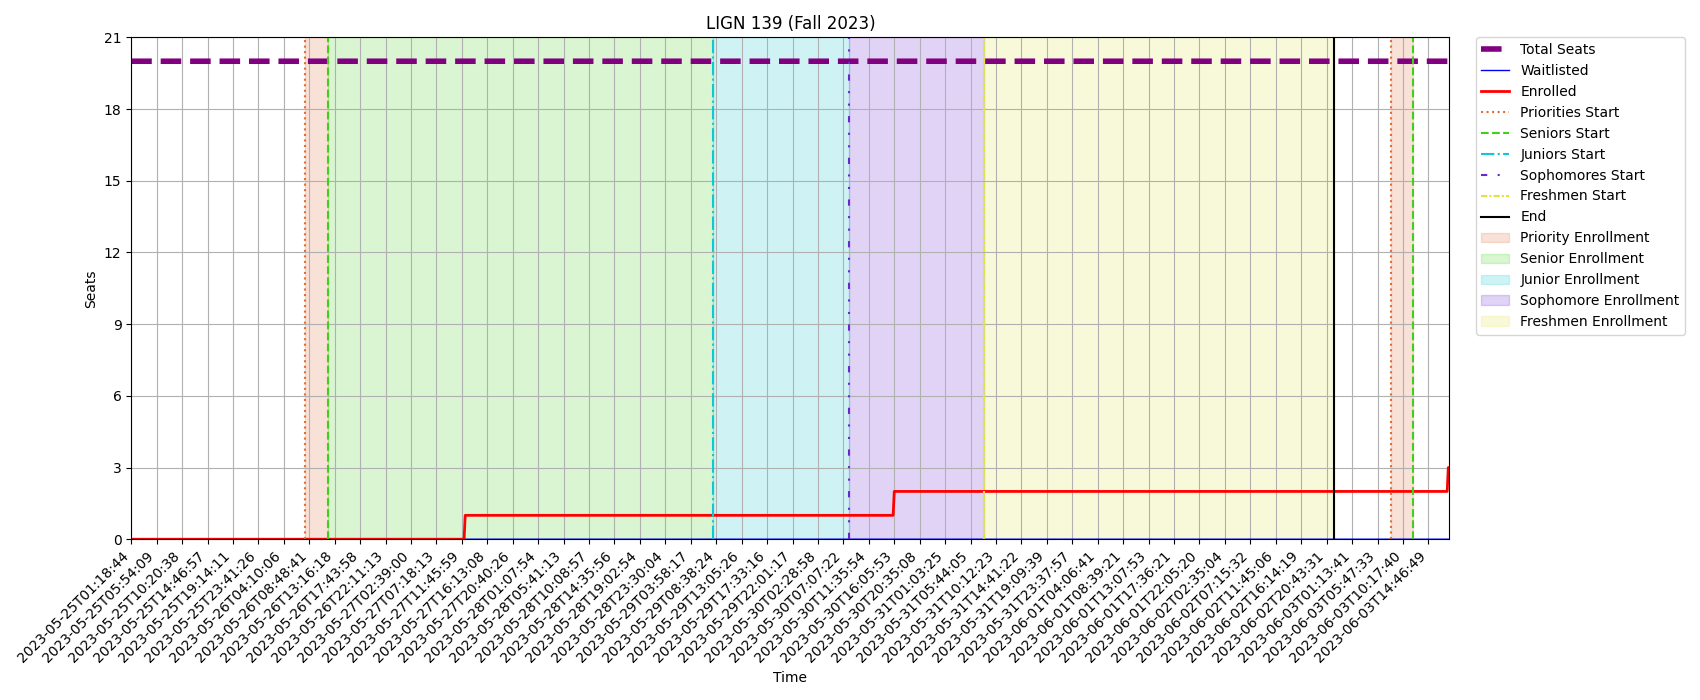 LIGN 139 (Fall 2023)
21
18
15
12
9
6
3
0
Seats
2023-05-25T01:18:44
2023-05-25T05:54:09
2023-05-25T10:20:38
2023-05-25T14:46:57
2023-05-25T19:14:11
2023-05-25T23:41:26
2023-05-26T04:10:06
2023-05-26T08:48:41
2023-05-26T13:16:18
2023-05-26T17:43:58
2023-05-26T22:11:13
2023-05-27T02:39:00
2023-05-27T07:18:13
2023-05-27T11:45:59
2023-05-27T16:13:08
2023-05-27T20:40:26
2023-05-28T01:07:54
2023-05-28T05:41:13
2023-05-28T10:08:57
2023-05-28T14:35:56
2023-05-28T19:02:54
2023-05-28T23:30:04
2023-05-29T03:58:17
2023-05-29T08:38:24
2023-05-29T13:05:26
2023-05-29T17:33:16
2023-05-29T22:01:17
2023-05-30T02:28:58
2023-05-30T07:07:22
2023-05-30T11:35:54
2023-05-30T16:05:53
2023-05-30T20:35:08
2023-05-31T01:03:25
2023-05-31T05:44:05
2023-05-31T10:12:23
2023-05-31T14:41:22
2023-05-31T19:09:39
2023-05-31T23:37:57
2023-06-01T04:06:41
2023-06-01T08:39:21
2023-06-01T13:07:53
2023-06-01T17:36:21
2023-06-01T22:05:20
2023-06-02T02:35:04
2023-06-02T07:15:32
2023-06-02T11:45:06
2023-06-02T16:14:19
2023-06-02T20:43:31
2023-06-03T01:13:41
2023-06-03T05:47:33
2023-06-03T10:17:40
2023-06-03T14:46:49
Time
Total Seats
Waitlisted
Enrolled
Priorities Start
Seniors Start
Juniors Start
Sophomores Start
Freshmen Start
End
Priority Enrollment
Senior Enrollment
Junior Enrollment
Sophomore Enrollment
Freshmen Enrollment